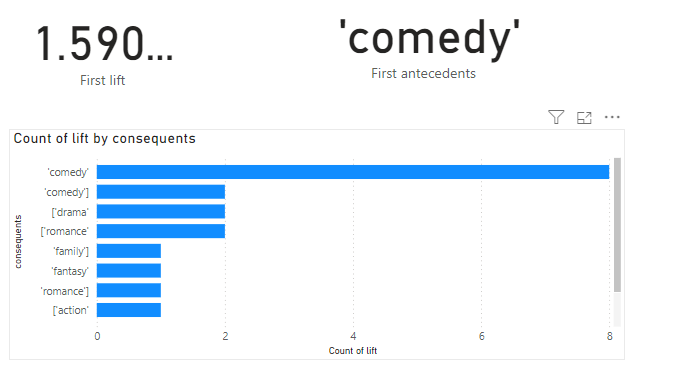 1.590...
First lift
'comedy'
First antecedents
Count of lift by consequents
consequents
'comedy'
'comedy']
['drama'
['romance'
'family']
'fantasy'
'romance']
['action'
0 2 4 6 8
Count of lift